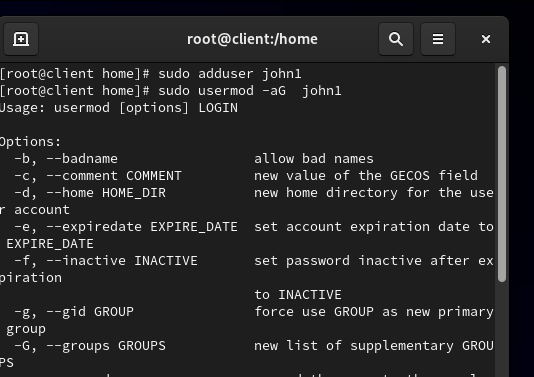 root@client:/home
[root@client home]# sudo adduser john1
[root@client home]# sudo usermod -aG  john1
Usage: usermod [options] LOGIN
Options:
-b, --badname                 allow bad names
-c, --comment COMMENT         new value of the GECOS field
-d, --home HOME_DIR           new home directory for the use
r account
-e, --expiredate EXPIRE_DATE  set account expiration date to
EXPIRE_DATE
-f, --inactive INACTIVE       set password inactive after ex
piration
to INACTIVE
-g, --gid GROUP               force use GROUP as new primary
group
-G, --groups GROUPS           new list of supplementary GROU
PS